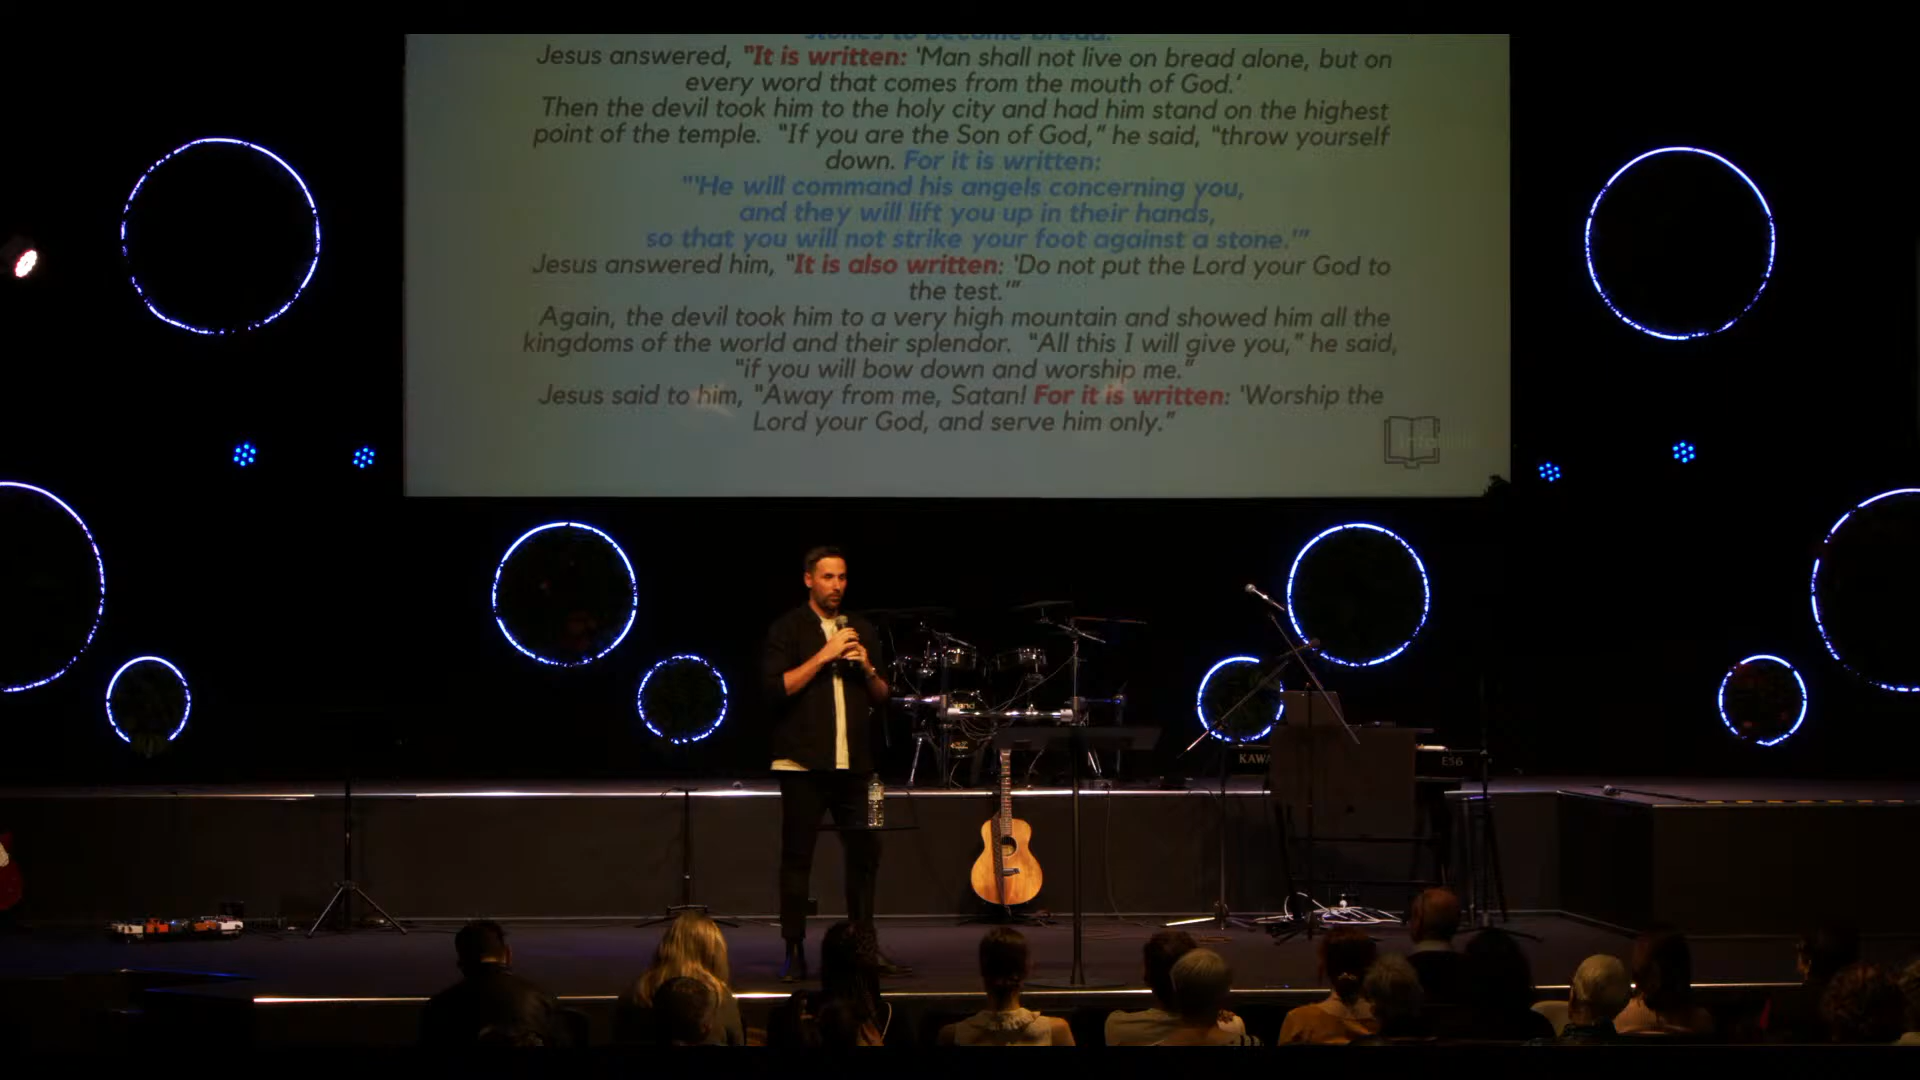 stones to become bread."
Jesus answered, "It is written: 'Man shall not live on bread alone, but on
every word that comes from the mouth of God.'
Then the devil took him to the holy city and had him stand on the highest
point of the temple. "If you are the Son of God," he said, "throw yourself
down. For it is written:
"'He will command his angels concerning you,
and they will lift you up in their hands,
so that you will not strike your foot against a stone.'"
Jesus answered him, "It is also written: 'Do not put the Lord your God to
the test.'"
Again, the devil took him to a very high mountain and showed him all the
kingdoms of the world and their splendor. "All this I will give you," he said,
"if you will bow down and worship me."
Jesus said to him, "Away from me, Satan! For it is written: 'Worship the
Lord your God, and serve him only."
KAWA
ES6